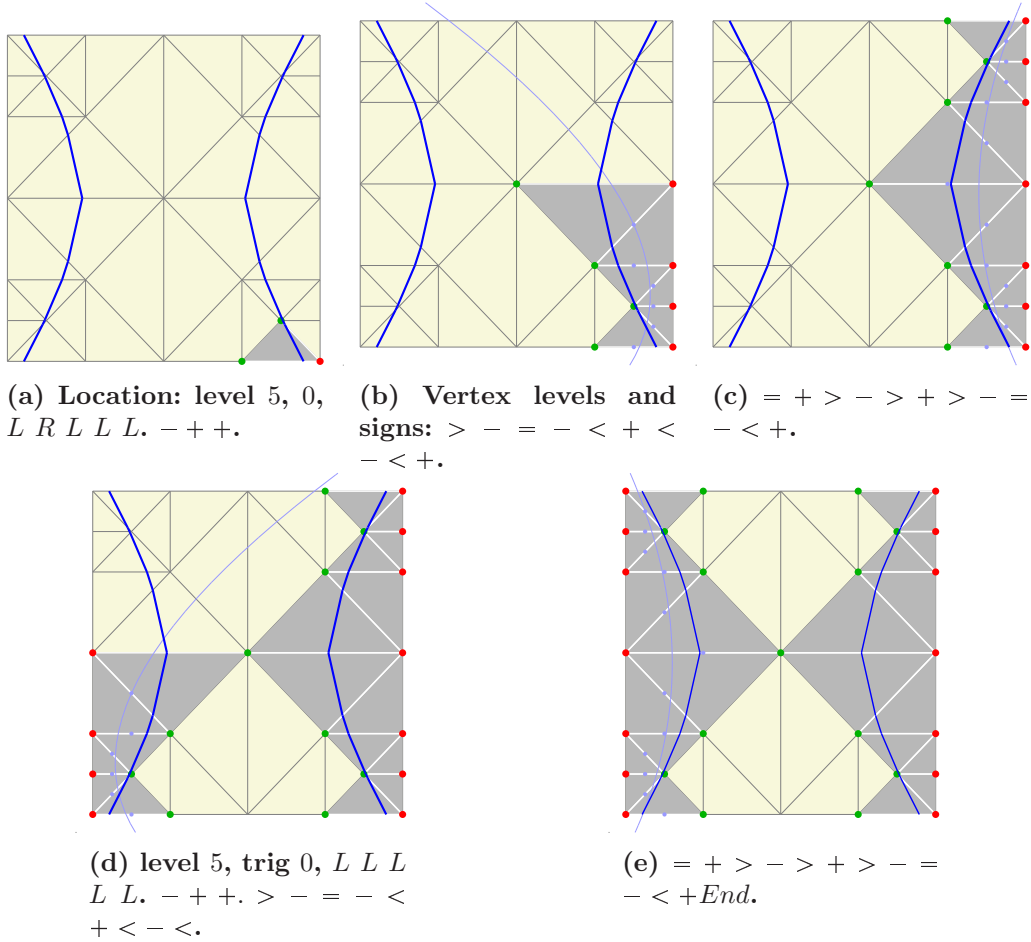 (a) Location: level 5, 0,
L R L L L. − + +.
(b) Vertex levels and
signs: > − = − < + <
− < +.
(c) = + > − > + > − =
− < +.
(d) level 5, trig 0, L L L
L L. − + +. > − = − <
+ < − <.
(e) = + > − > + > − =
− < +End.